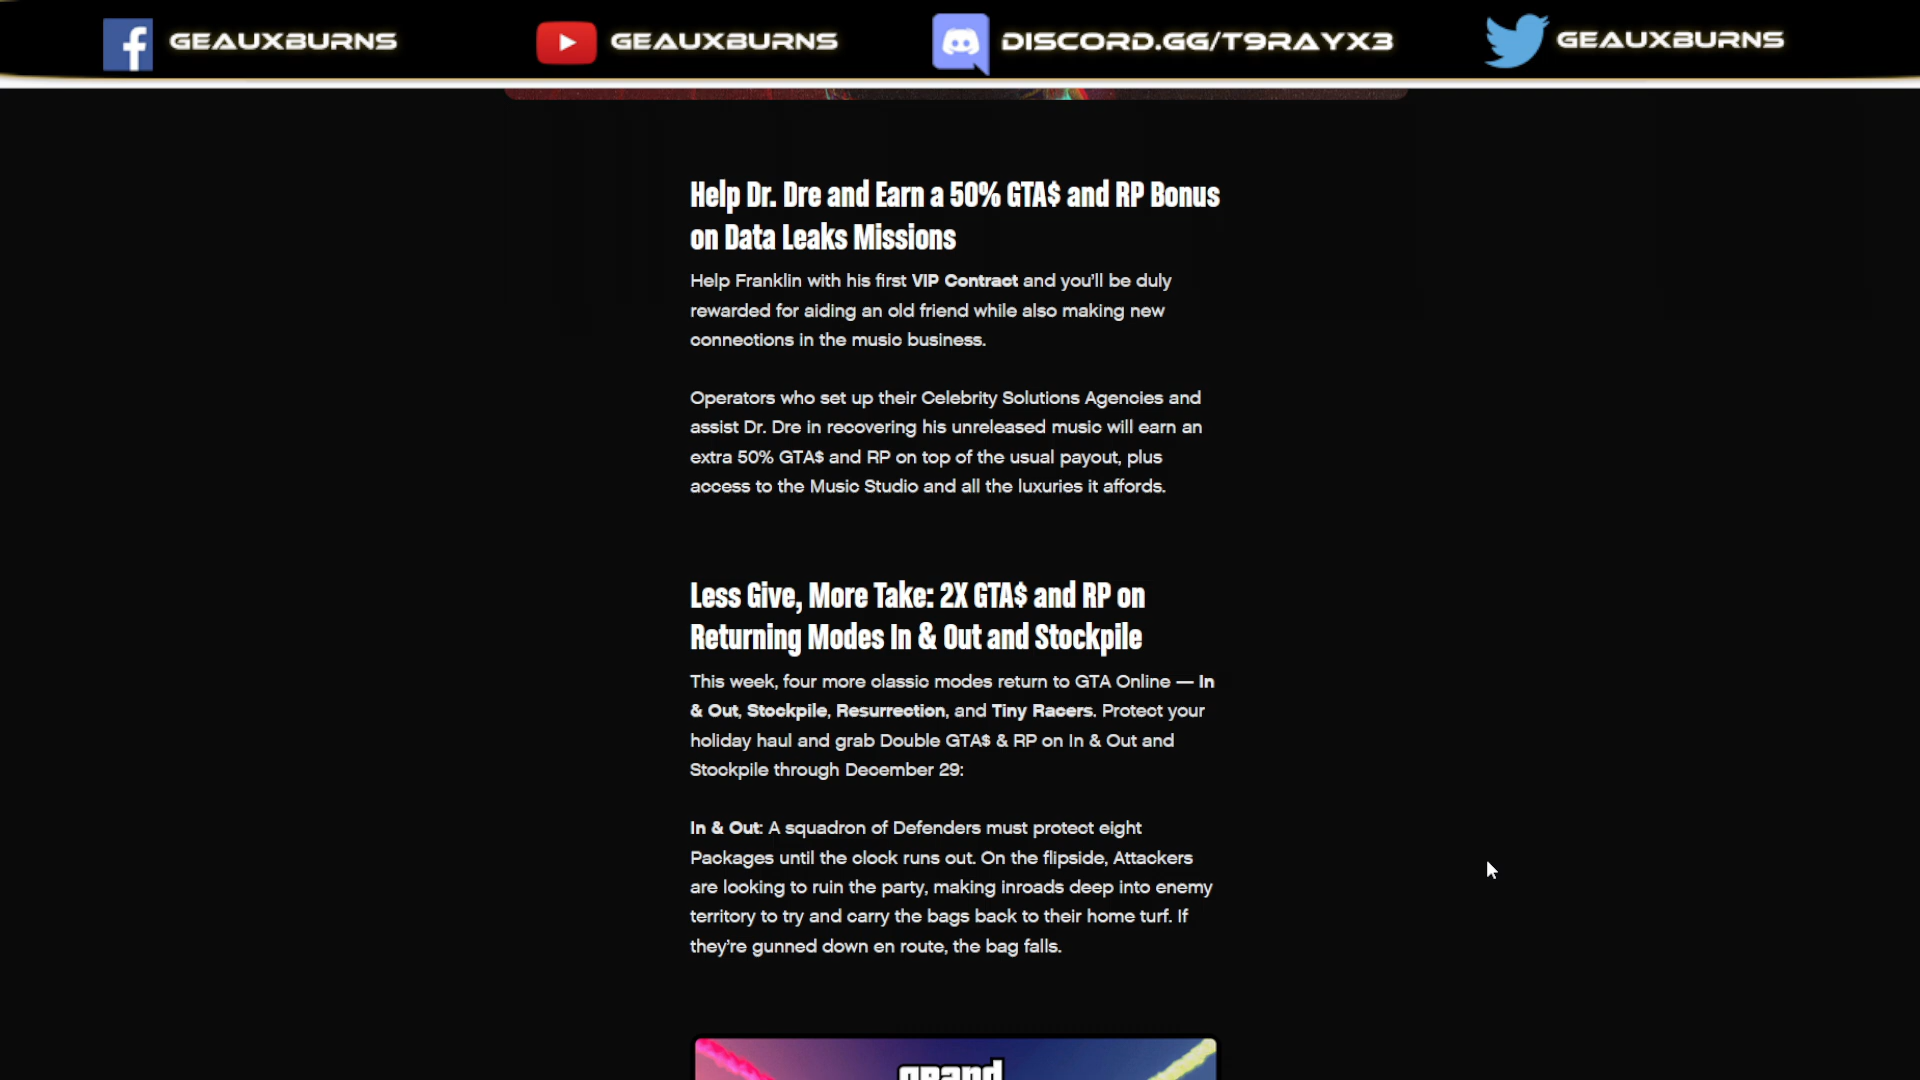 GEAUXBURNS GEAUXBURNS DISCORD.GG/T9RAYX3 GEAUXBURNS
Help Dr. Dre and Earn a 50% GTA$ and RP Bonus
on Data Leaks Missions
Help Franklin with his first VIP Contract and you'll be duly
rewarded for aiding an old friend while also making new
connections in the music business.
Operators who set up their Celebrity Solutions Agencies and
assist Dr. Dre in recovering his unreleased music will earn an
extra 50% GTA$ and RP on top of the usual payout, plus
access to the Music Studio and all the luxuries it affords.
Less Give, More Take: 2X GTA$ and RP on
Returning Modes In & Out and Stockpile
This week, four more classic modes return to GTA Online — In
& Out, Stockpile, Resurrection, and Tiny Racers. Protect your
holiday haul and grab Double GTA$ & RP on In & Out and
Stockpile through December 29:
In & Out: A squadron of Defenders must protect eight
Packages until the clock runs out. On the flipside, Attackers
are looking to ruin the party, making inroads deep into enemy
territory to try and carry the bags back to their home turf. If
they're gunned down en route, the bag falls.
grand